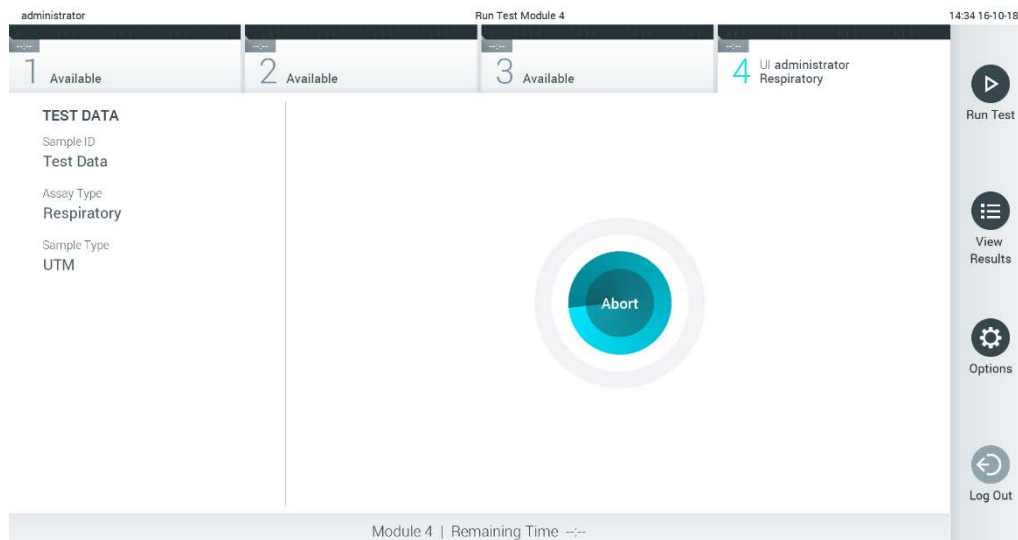 administrator
Run Test Module 4
14:34 16-10-18
--:--
--:--
--:--
--:--
1 Available
2 Available
3 Available
4 UI administrator
Respiratory
Run Test
TEST DATA
Sample ID
Test Data
Assay Type
Respiratory
Sample Type
UTM
Abort
View
Results
Options
Log Out
Module 4 | Remaining Time --:--